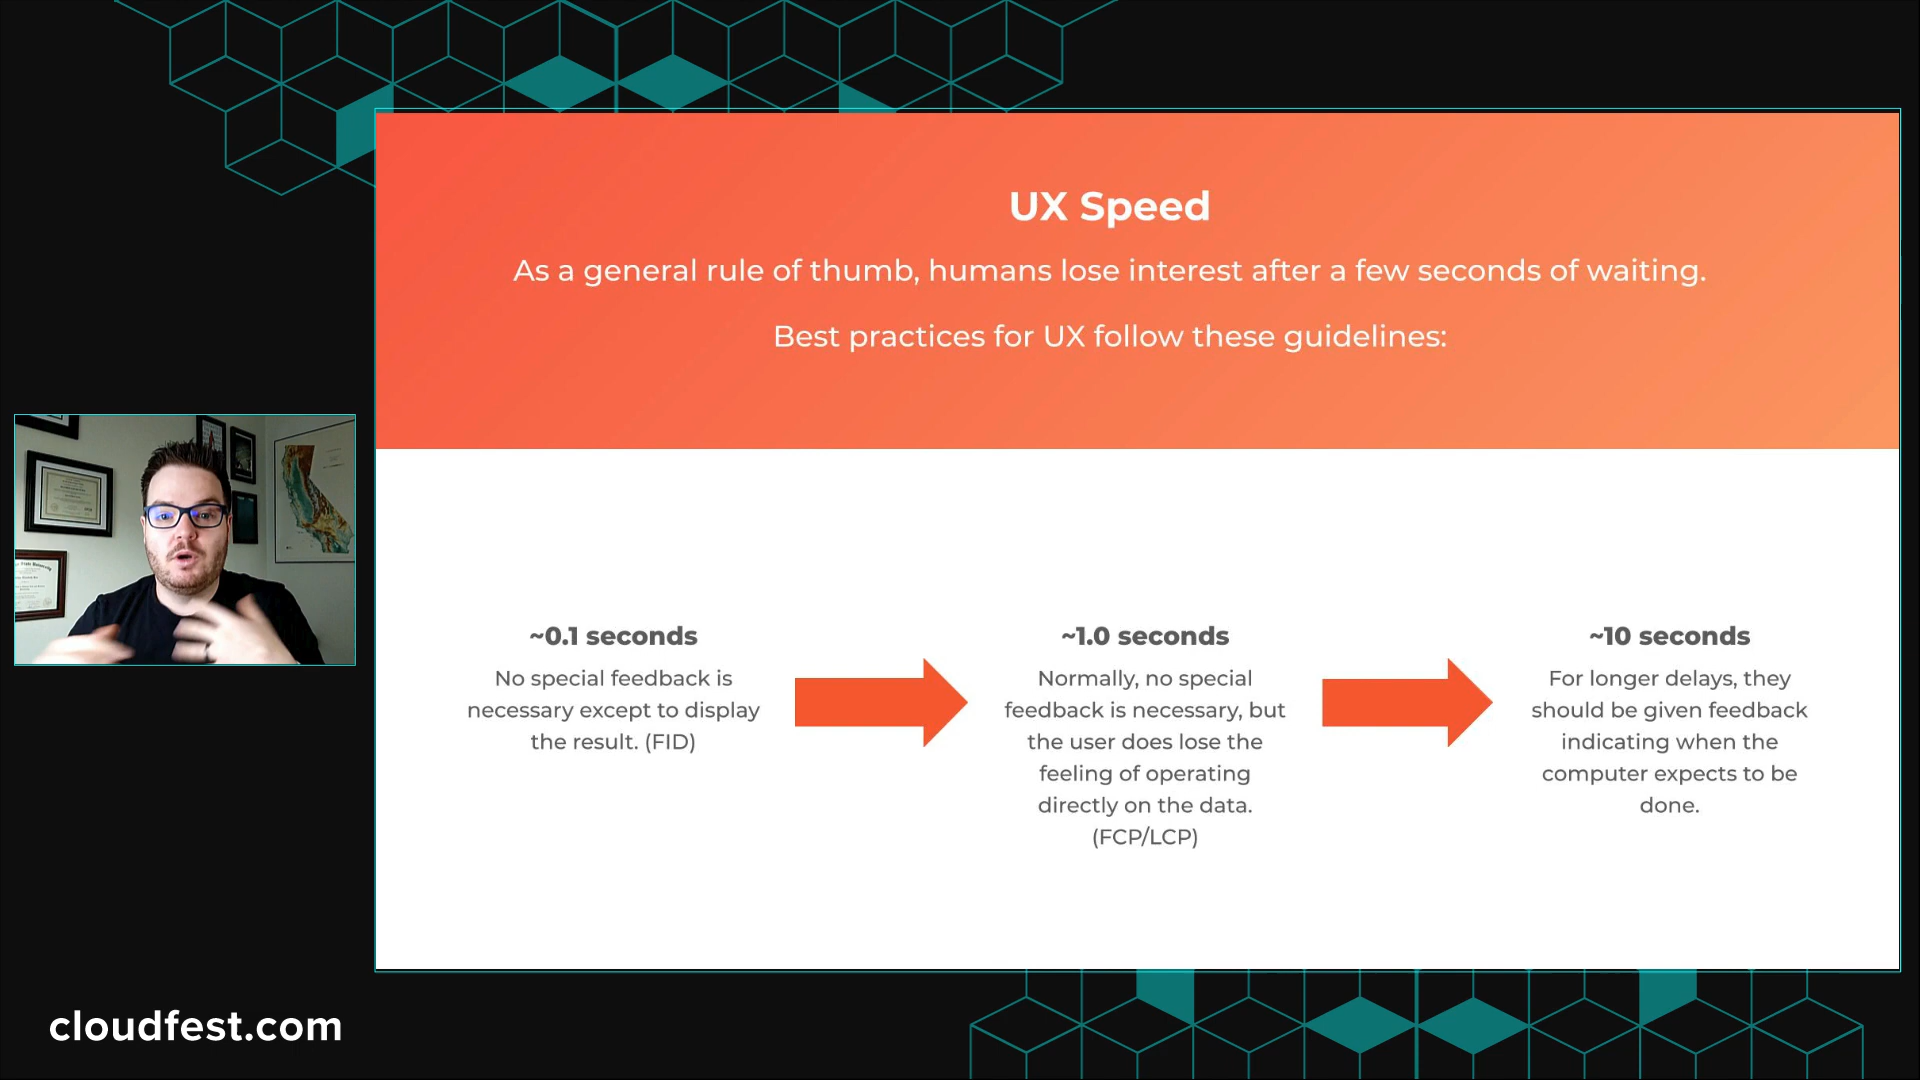 UX Speed
As a general rule of thumb, humans lose interest after a few seconds of waiting.
Best practices for UX follow these guidelines:
~0.1 seconds
No special feedback is
necessary except to display
the result. (FID)
~1.0 seconds
Normally, no special
feedback is necessary, but
the user does lose the
feeling of operating
directly on the data.
(FCP/LCP)
~10 seconds
For longer delays, they
should be given feedback
indicating when the
computer expects to be
done.
cloudfest.com